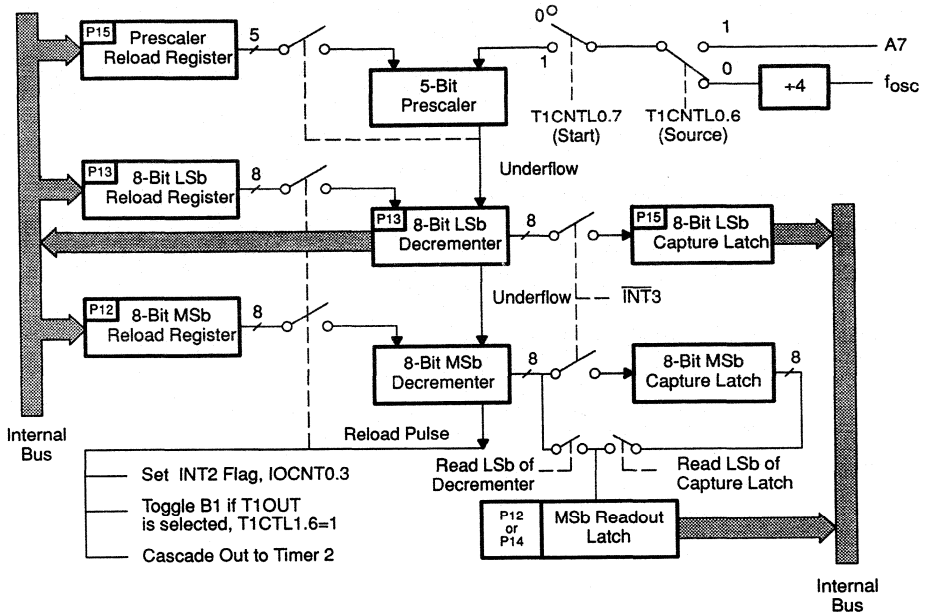 P15 Prescaler
Reload Register
5
0
1
1
0
A7
fosc
÷4
5-Bit
Prescaler
T1CNTL0.7
(Start)
T1CNTL0.6
(Source)
Underflow
P13 8-Bit LSb
Reload Register
8
P13 8-Bit LSb
Decrementer
8
P15 8-Bit LSb
Capture Latch
Underflow
INT3
P12 8-Bit MSb
Reload Register
8
8-Bit MSb
Decrementer
8
8-Bit MSb
Capture Latch
8
Internal
Bus
Reload Pulse
Set INT2 Flag, IOCNT0.3
Toggle B1 if T1OUT
is selected, T1CTL1.6=1
Cascade Out to Timer 2
Read LSb of
Decrementer
Read LSb of
Capture Latch
P12
or
P14
MSb Readout
Latch
Internal
Bus